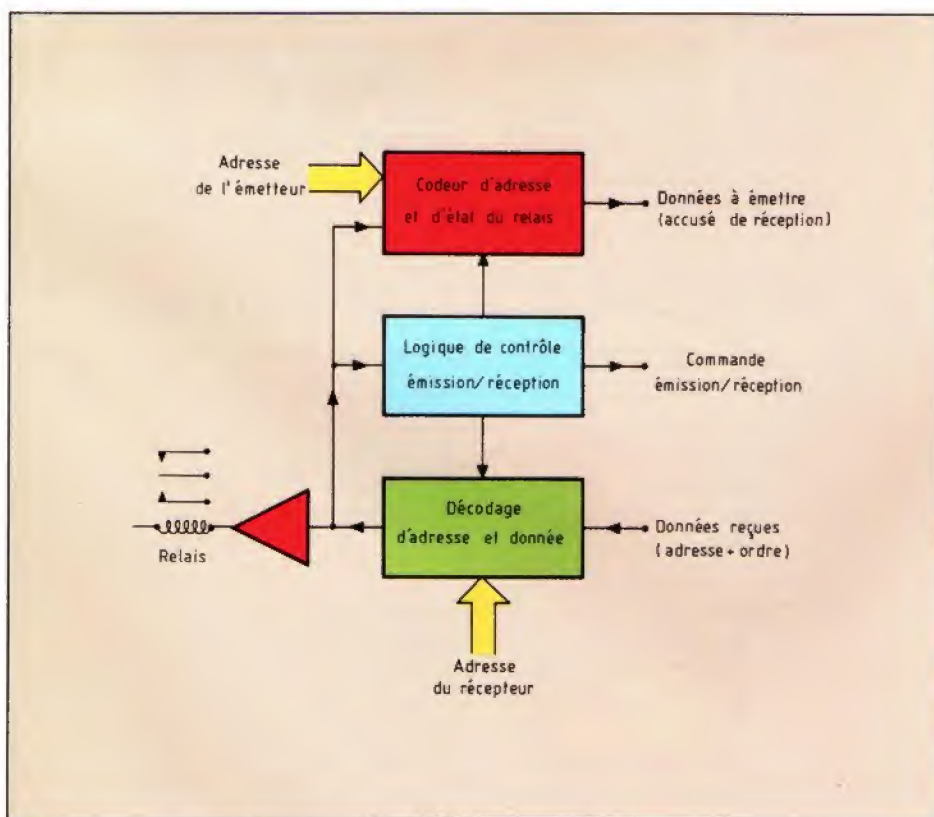 Adresse
de l'émetteur
Codeur d'adresse
et d'état du relais
Données à émettre
(accusé de réception)
Logique de contrôle
émission/réception
Commande
émission/réception
Relais
Décodage
d'adresse et donnée
Données reçues
(adresse+ordre)
Adresse
du récepteur